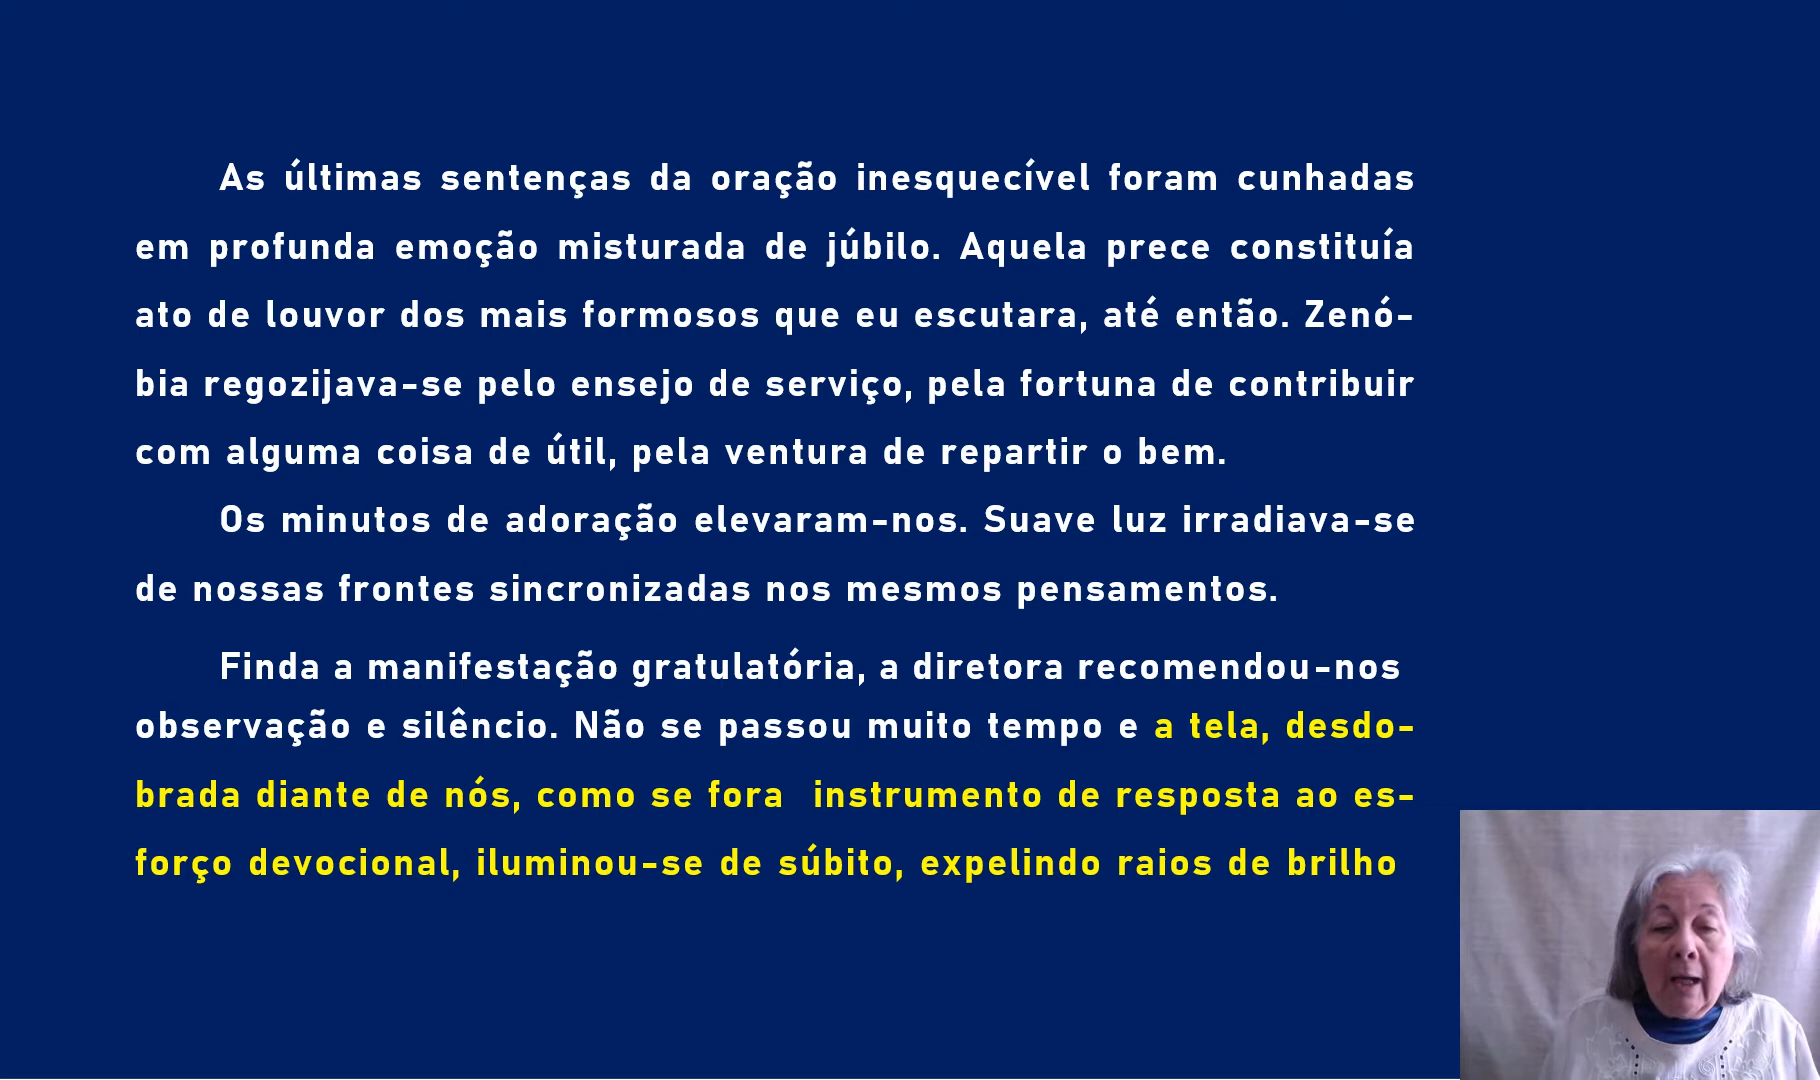 As últimas sentenças da oração inesquecível foram cunhadas
em profunda emoção misturada de júbilo. Aquela prece constituía
ato de louvor dos mais formosos que eu escutara, até então. Zenó-
bia regozijava-se pelo ensejo de serviço, pela fortuna de contribuir
com alguma coisa de útil, pela ventura de repartir o bem.
Os minutos de adoração elevaram-nos. Suave luz irradiava-se
de nossas frontes sincronizadas nos mesmos pensamentos.
Finda a manifestação gratulatória, a diretora recomendou-nos
observação e silêncio. Não se passou muito tempo e a tela, desdo-
brada diante de nós, como se fora instrumento de resposta ao es-
forço devocional, iluminou-se de súbito, expelindo raios de brilho